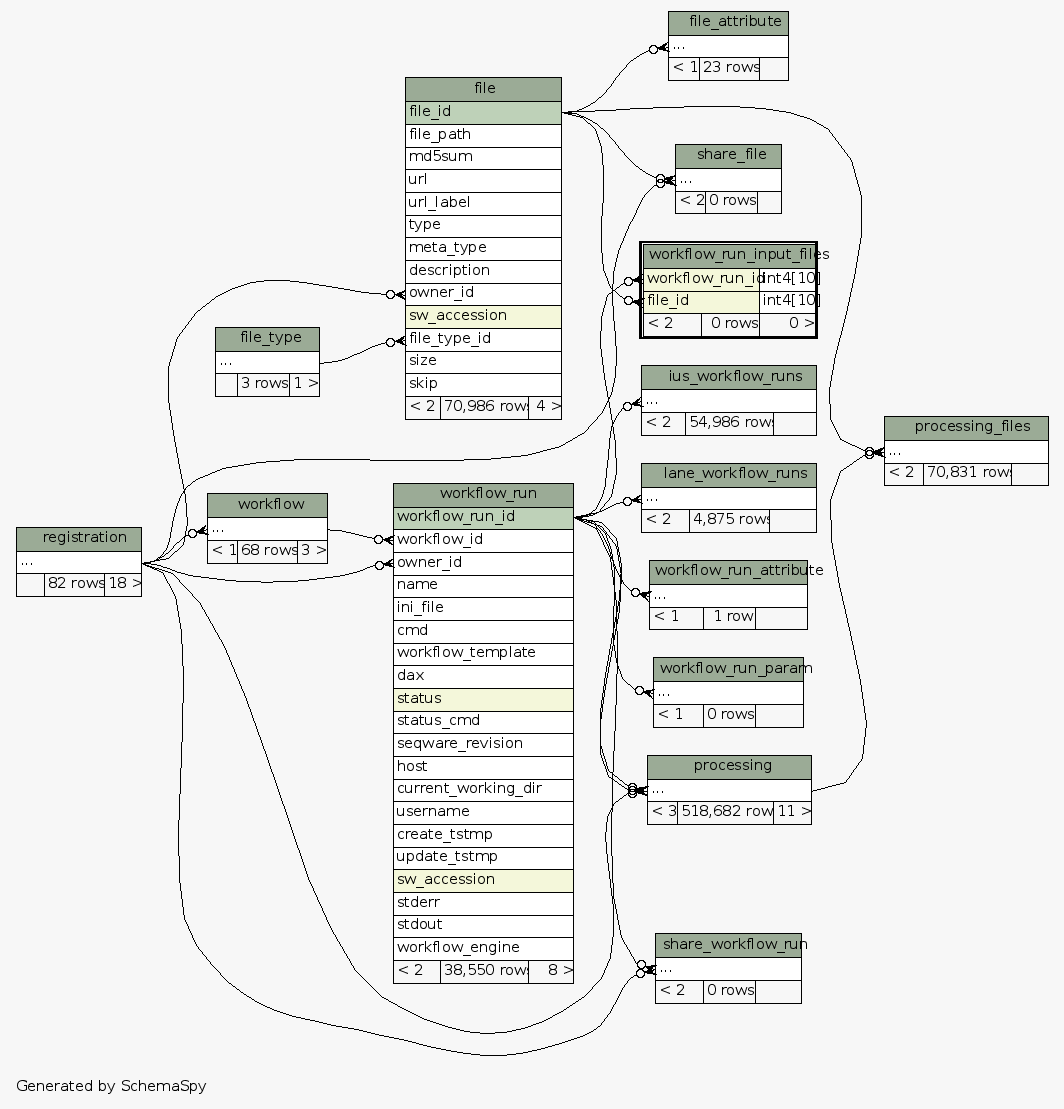 file_attribute
...
< 1 23 rows
file
file_id
file_path
md5sum
url
url_label
type
meta_type
description
owner_id
sw_accession
file_type_id
size
skip
< 2 70,986 rows 4 >
share_file
...
< 2 0 rows
workflow_run_input_files
workflow_run_id int4[10]
file_id int4[10]
< 2 0 rows 0 >
file_type
...
3 rows 1 >
ius_workflow_runs
...
< 2 54,986 rows
processing_files
...
< 2 70,831 rows
lane_workflow_runs
...
< 2 4,875 rows
workflow
...
< 1 68 rows 3 >
registration
...
82 rows 18 >
workflow_run
workflow_run_id
workflow_id
owner_id
name
ini_file
cmd
workflow_template
dax
status
status_cmd
seqware_revision
host
current_working_dir
username
create_tstmp
update_tstmp
sw_accession
stderr
stdout
workflow_engine
< 2 38,550 rows 8 >
workflow_run_attribute
...
< 1 1 row
workflow_run_param
...
< 1 0 rows
processing
...
< 3 518,682 row 11 >
share_workflow_run
...
< 2 0 rows
Generated by SchemaSpy